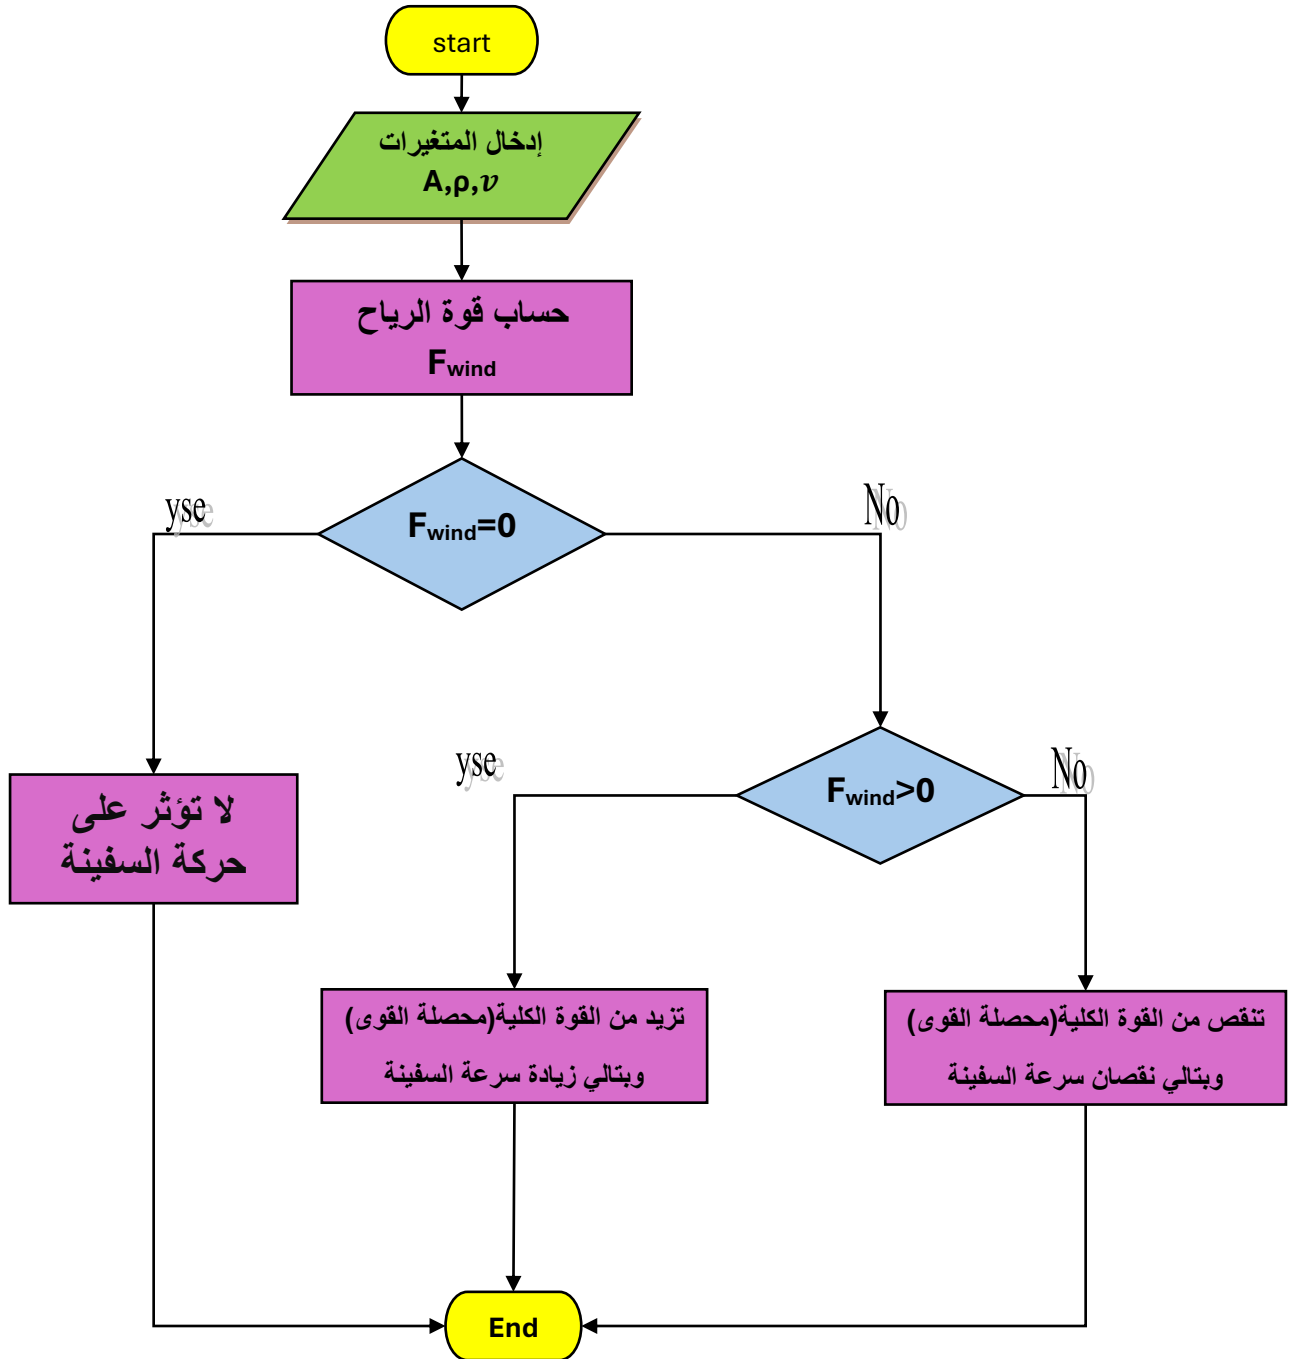 start
إدخال المتغيرات
A,ρ,v
حساب قوة الرياح
Fwind
yse
Fwind=0
No
yse
Fwind>0
No
لا تؤثر على
حركة السفينة
تزيد من القوة الكلية(محصلة القوى)
وبتالي زيادة سرعة السفينة
تنقص من القوة الكلية(محصلة القوى)
وبتالي نقصان سرعة السفينة
End